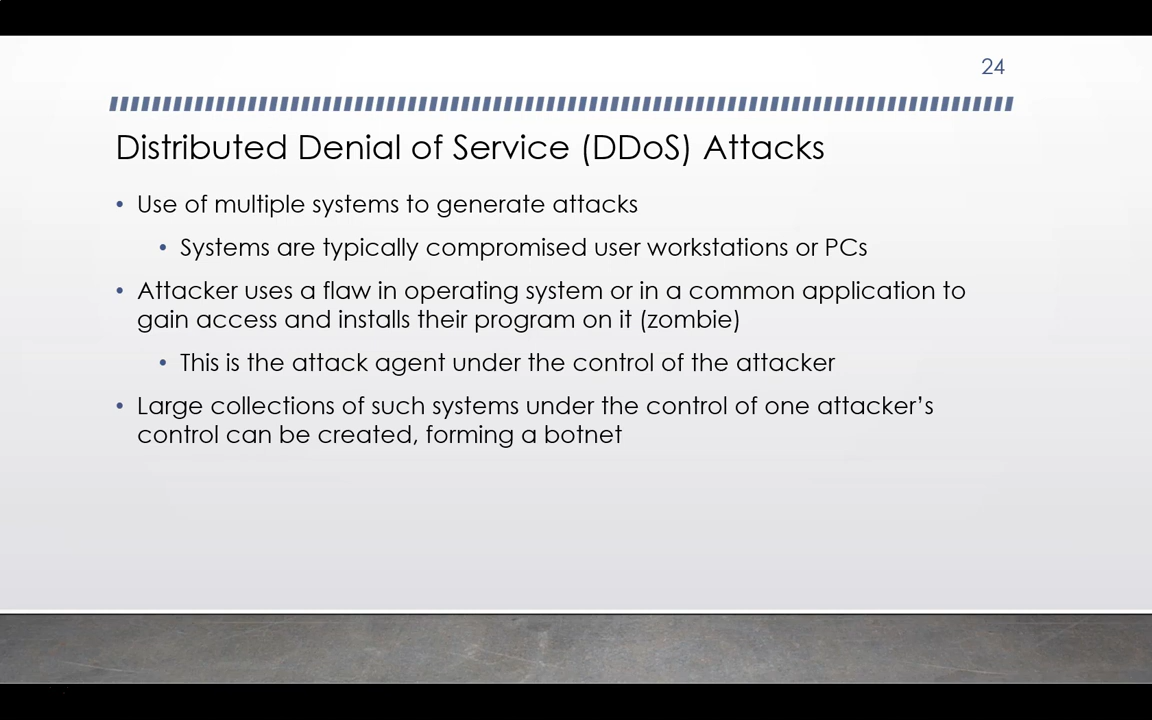 24
Distributed Denial of Service (DDoS) Attacks
• Use of multiple systems to generate attacks
• Systems are typically compromised user workstations or PCs
• Attacker uses a flaw in operating system or in a common application to
gain access and installs their program on it (zombie)
• This is the attack agent under the control of the attacker
• Large collections of such systems under the control of one attacker’s
control can be created, forming a botnet